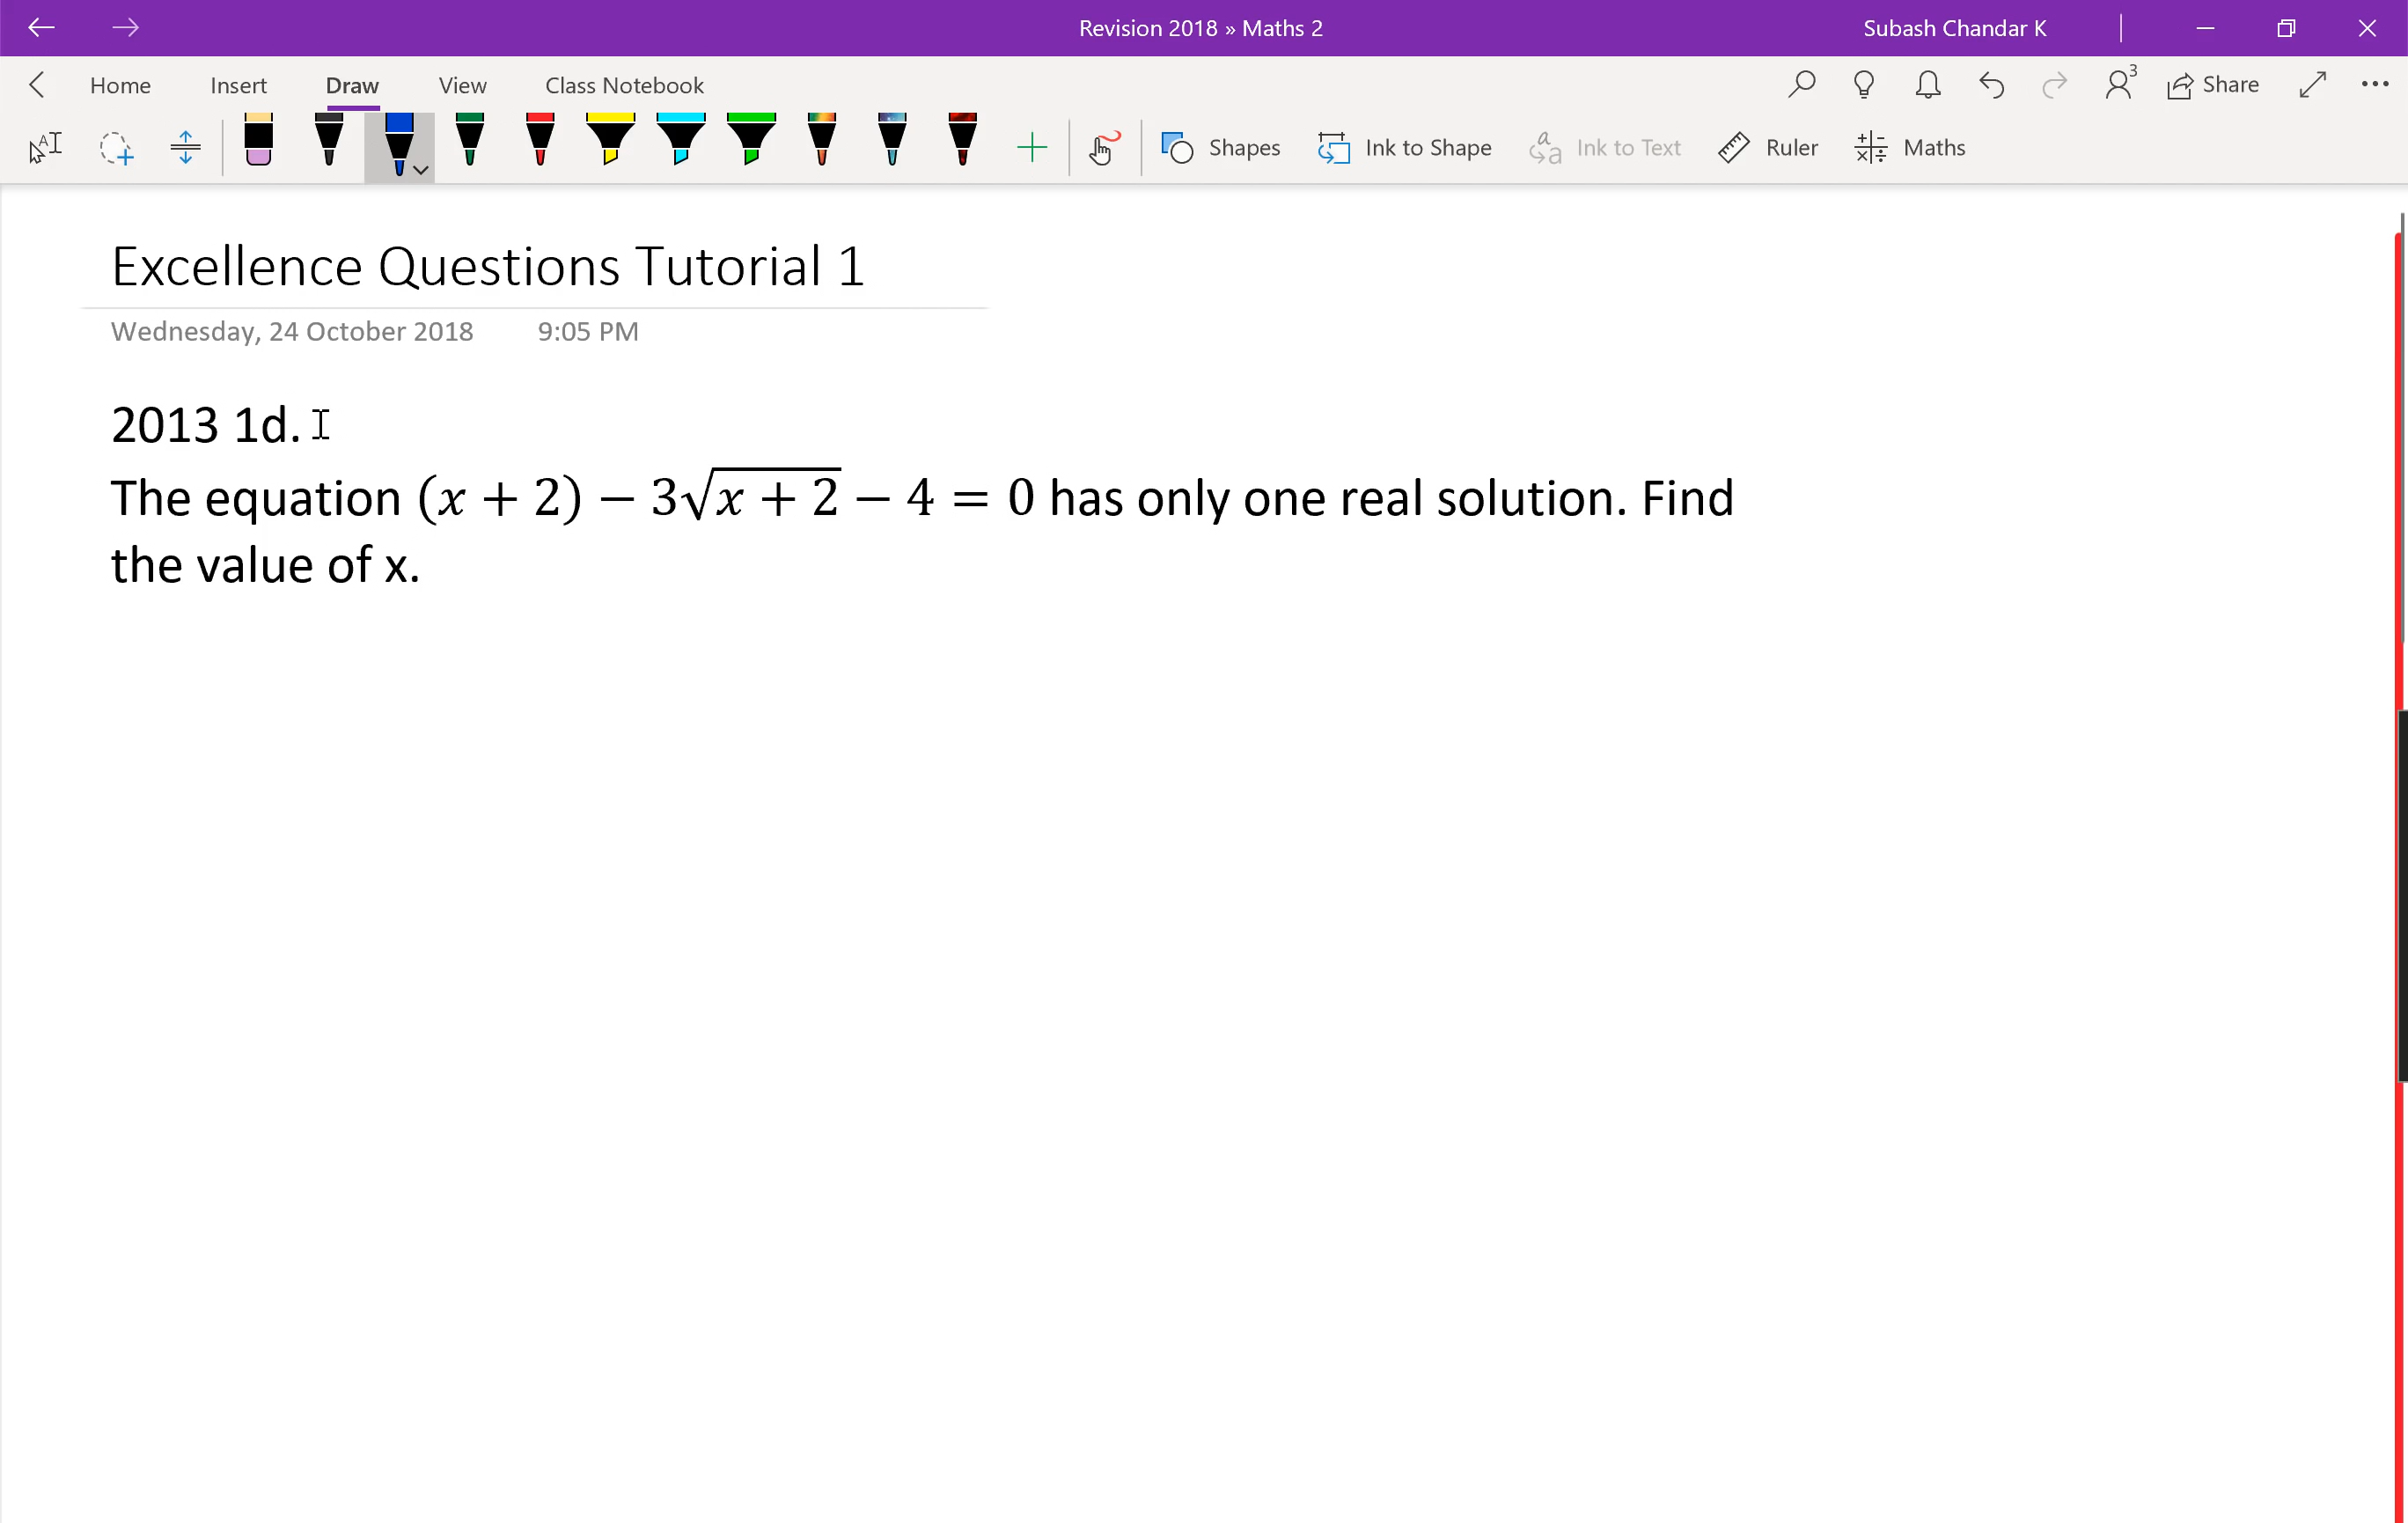 Revision 2018 » Maths 2
Subash Chandar K
Home Insert Draw View Class Notebook
3 Share
Shapes Ink to Shape Ink to Text Ruler Maths
Excellence Questions Tutorial 1
Wednesday, 24 October 2018 9:05 PM
2013 1d.
The equation (x + 2) − 3√(x + 2) − 4 = 0 has only one real solution. Find
the value of x.